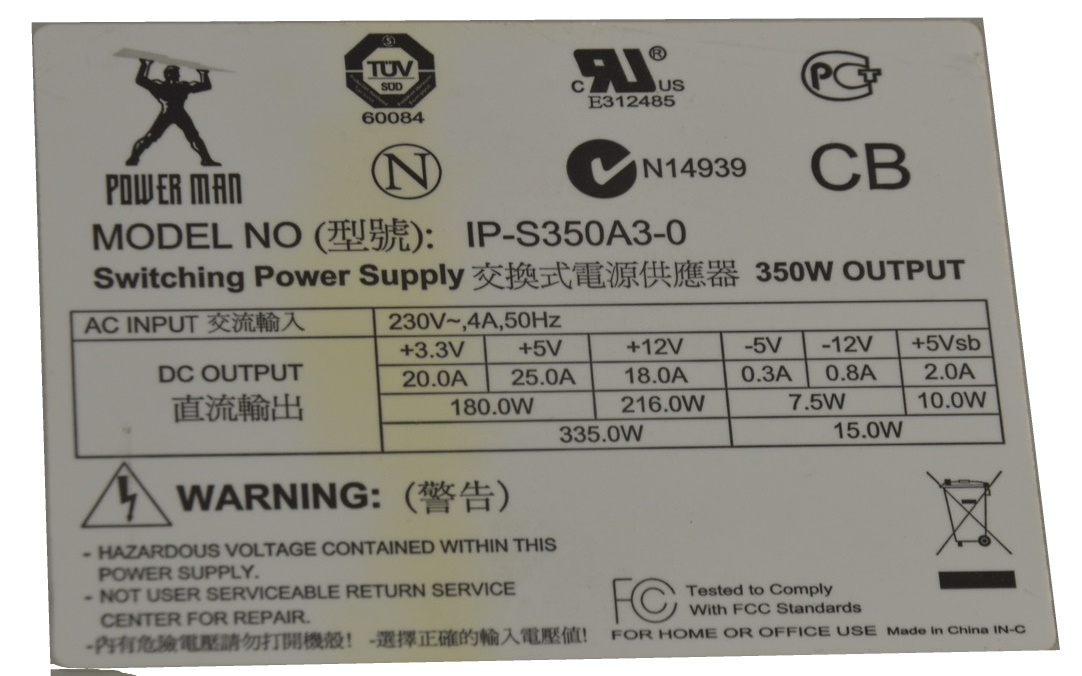 TÜV
SÜD
60084
C RU ® US
E312485
PCT
POWER MAN
N
N14939
CB
MODEL NO (型號): IP-S350A3-0
Switching Power Supply 交換式電源供應器 350W OUTPUT
AC INPUT 交流輸入 230V~,4A,50Hz
+3.3V +5V +12V -5V -12V +5Vsb
DC OUTPUT 20.0A 25.0A 18.0A 0.3A 0.8A 2.0A
直流輸出 180.0W 216.0W 7.5W 10.0W
335.0W 15.0W
WARNING: (警告)
- HAZARDOUS VOLTAGE CONTAINED WITHIN THIS
POWER SUPPLY.
- NOT USER SERVICEABLE RETURN SERVICE
CENTER FOR REPAIR.
-內有危險電壓請勿打開機殼! -選擇正確的輸入電壓值!
FC Tested to Comply
With FCC Standards
FOR HOME OR OFFICE USE Made in China IN-C